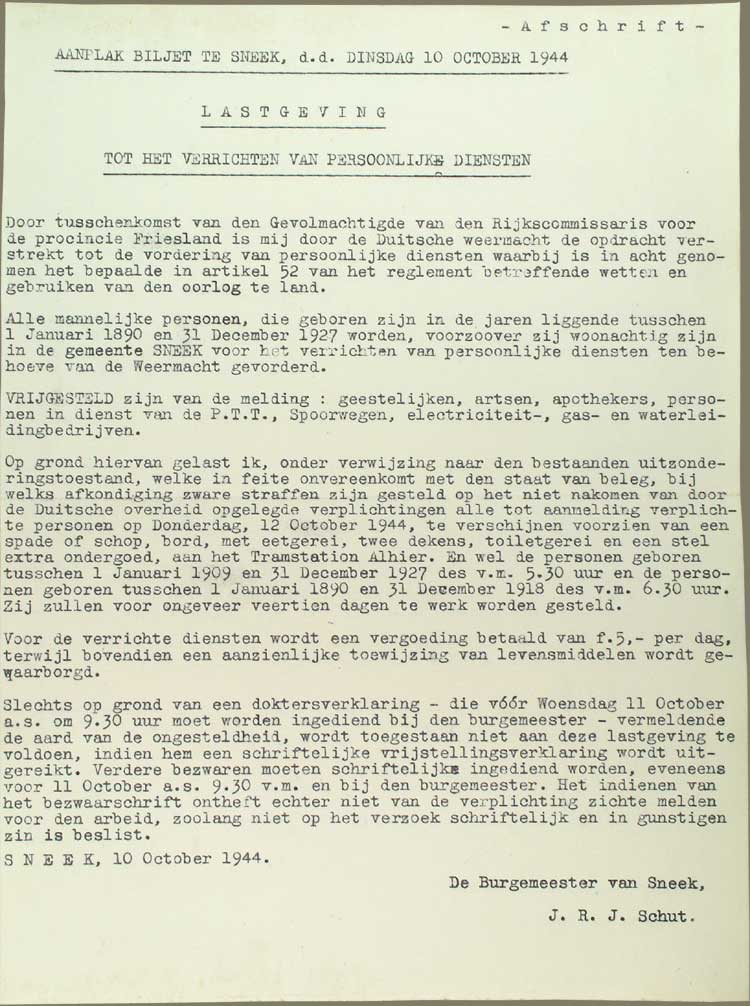 - A f s c h r i f t -
AANPLAK BILJET TE SNEEK, d.d. DINSDAG 10 OCTOBER 1944
L A S T G E V I N G
TOT HET VERRICHTEN VAN PERSOONLIJKE DIENSTEN
Door tusschenkomst van den Gevolmachtigde van den Rijkscommissaris voor
de procincie Friesland is mij door de Duitsche weermacht de opdracht ver-
strekt tot de vordering van persoonlijke diensten waarbij is in acht geno-
men het bepaalde in artikel 52 van het reglement betreffende wetten en
gebruiken van den oorlog te land.
Alle mannelijke personen, die geboren zijn in de jaren liggende tusschen
1 Januari 1890 en 31 December 1927 worden, voorzoover zij woonachtig zijn
in de gemeente SNEEK voor het verrichten van persoonlijke diensten ten be-
hoeve van de Weermacht gevorderd.
VRIJGESTELD zijn van de melding : geestelijken, artsen, apothekers, perso-
nen in dienst van de P.T.T., Spoorwegen, electriciteit-, gas- en waterlei-
dingbedrijven.
Op grond hiervan gelast ik, onder verwijzing naar den bestaanden uitzonde-
ringstoestand, welke in feite onvereenkomt met den staat van beleg, bij
welks afkondiging zware straffen zijn gesteld op het niet nakomen van door
de Duitsche overheid opgelegde verplichtingen alle tot aanmelding verplich-
te personen op Donderdag, 12 October 1944, te verschijnen voorzien van een
spade of schop, bord, met eetgerei, twee dekens, toiletgerei en een stel
extra ondergoed, aan het Tramstation Alhier. En wel de personen geboren
tusschen 1 Januari 1909 en 31 December 1927 des v.m. 5.30 uur en de perso-
nen geboren tusschen 1 Januari 1890 en 31 December 1918 des v.m. 6.30 uur.
Zij zullen voor ongeveer veertien dagen te werk worden gesteld.
Voor de verrichte diensten wordt een vergoeding betaald van f.5,- per dag,
terwijl bovendien een aanzienlijke toewijzing van levensmiddelen wordt ge-
waarborgd.
Slechts op grond van een doktersverklaring - die vóór Woensdag 11 October
a.s. om 9.30 uur moet worden ingediend bij den burgemeester - vermeldende
de aard van de ongesteldheid, wordt toegestaan niet aan deze lastgeving te
voldoen, indien hem een schriftelijke vrijstellingsverklaring wordt uit-
gereikt. Verdere bezwaren moeten schriftelijke ingediend worden, eveneens
voor 11 October a.s. 9.30 v.m. en bij den burgemeester. Het indienen van
het bezwaarschrift ontheft echter niet van de verplichting zichte melden
voor den arbeid, zoolang niet op het verzoek schriftelijk en in gunstigen
zin is beslist.
S N E E K, 10 October 1944.
De Burgemeester van Sneek,
J. R. J. Schut.